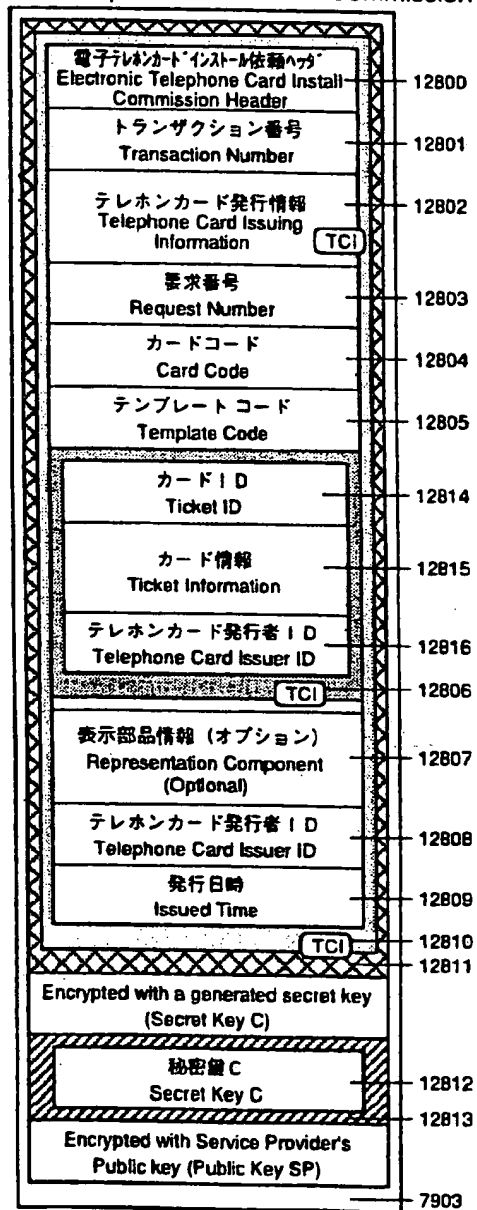 電子テレホンカードインストール依頼ヘッダ
Electronic Telephone Card Install
Commission Header
12800
トランザクション番号
Transaction Number
12801
テレホンカード発行情報
Telephone Card Issuing
Information
TCI
12802
要求番号
Request Number
12803
カードコード
Card Code
12804
テンプレート コード
Template Code
12805
カードID
Ticket ID
12814
カード情報
Ticket Information
12815
テレホンカード発行者ID
Telephone Card Issuer ID
12816
TCI
12806
表示部品情報(オプション)
Representation Component
(Optional)
12807
テレホンカード発行者ID
Telephone Card Issuer ID
12808
発行日時
Issued Time
12809
TCI
12810
12811
Encrypted with a generated secret key
(Secret Key C)
秘密鍵C
Secret Key C
12812
12813
Encrypted with Service Provider's
Public key (Public Key SP)
7903